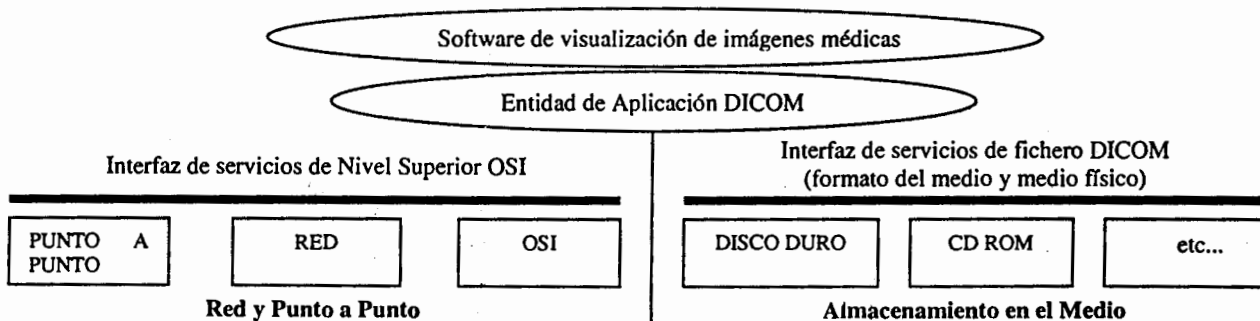 Software de visualización de imágenes médicas
Entidad de Aplicación DICOM
Interfaz de servicios de Nivel Superior OSI
PUNTO A
PUNTO
RED
OSI
Red y Punto a Punto
Interfaz de servicios de fichero DICOM
(formato del medio y medio físico)
DISCO DURO
CD ROM
etc...
Almacenamiento en el Medio